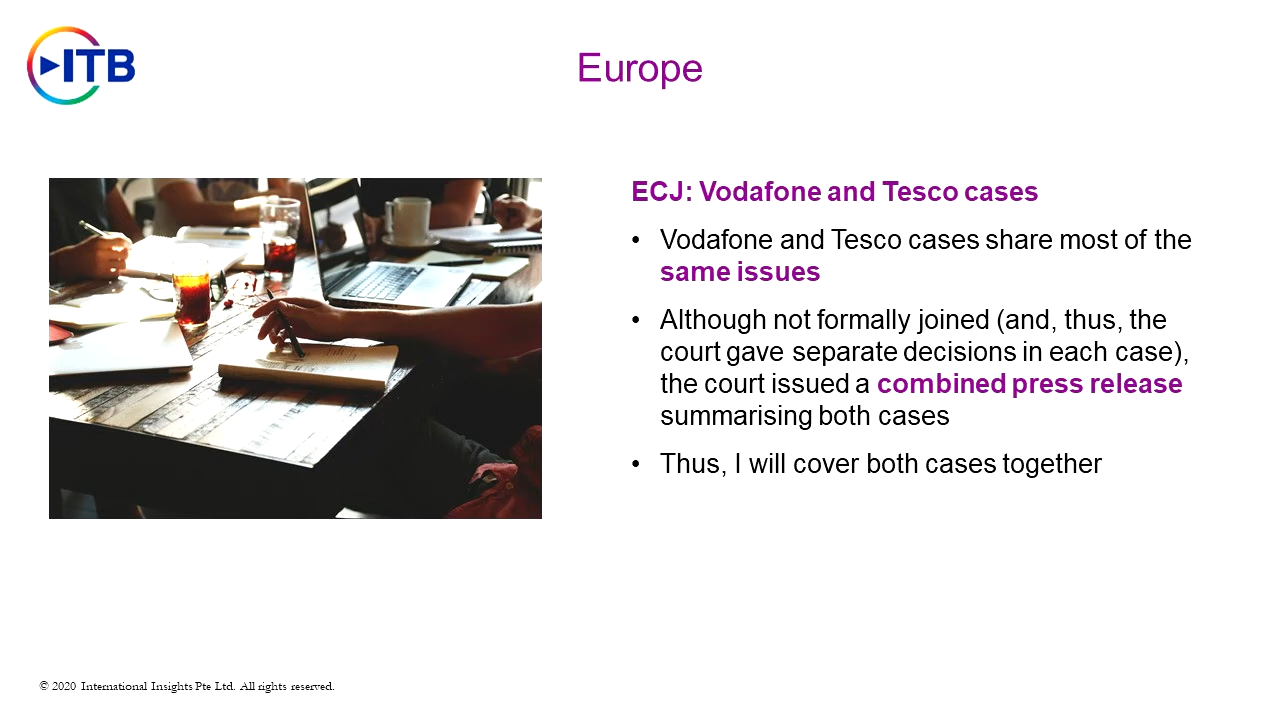 ITB
Europe
ECJ: Vodafone and Tesco cases
• Vodafone and Tesco cases share most of the
same issues
• Although not formally joined (and, thus, the
court gave separate decisions in each case),
the court issued a combined press release
summarising both cases
• Thus, I will cover both cases together
© 2020 International Insights Pte Ltd. All rights reserved.